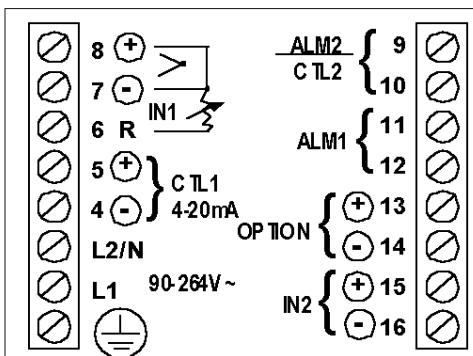 8 +
7 -
6 R
IN1
5 +
4 -
CTL1
4-20mA
L2/N
L1 90-264V ~
ALM2 9
CTL2 10
ALM1 11
12
OPTION + 13
- 14
IN2 + 15
- 16